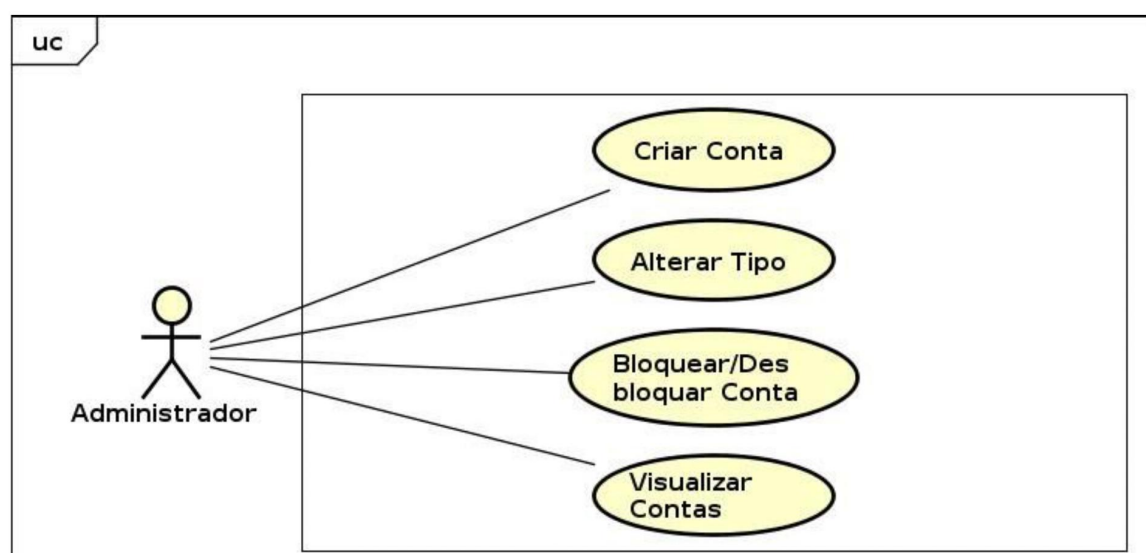 uc
Criar Conta
Alterar Tipo
Bloquear/Des
bloquar Conta
Administrador
Visualizar
Contas